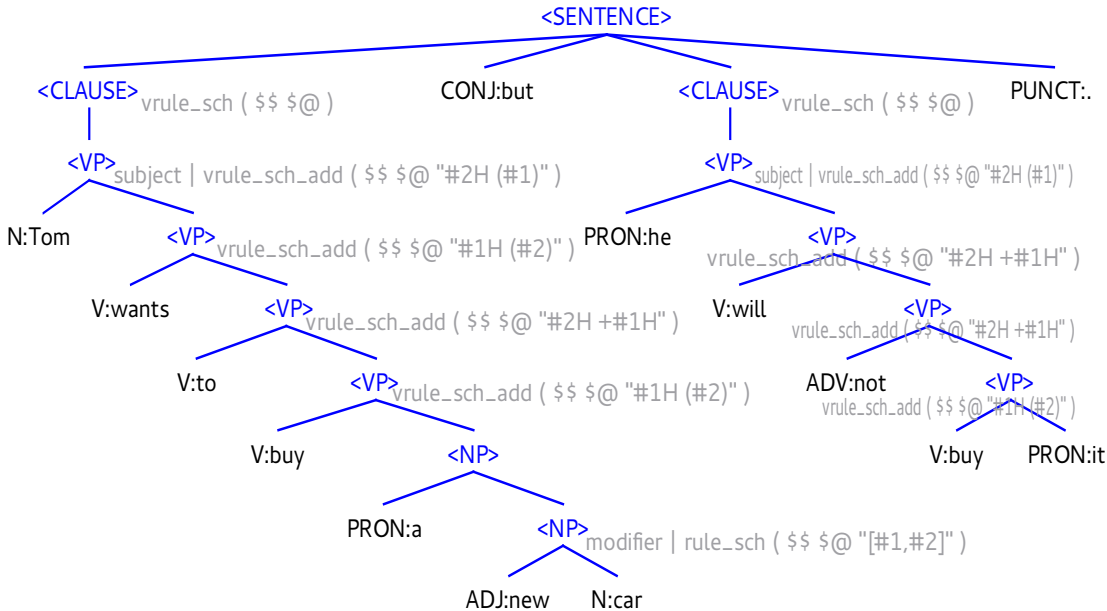 <SENTENCE>
<CLAUSE> vrule_sch ( $$ $@ ) CONJ:but <CLAUSE> vrule_sch ( $$ $@ ) PUNCT:.
<VP> subject | vrule_sch_add ( $$ $@ "#2H (#1)" ) <VP> subject | vrule_sch_add ( $$ $@ "#2H (#1)" )
N:Tom <VP> vrule_sch_add ( $$ $@ "#1H (#2)" ) PRON:he <VP> vrule_sch_add ( $$ $@ "#2H +#1H" )
V:wants <VP> vrule_sch_add ( $$ $@ "#2H +#1H" ) V:will <VP> vrule_sch_add ( $$ $@ "#2H +#1H" )
V:to <VP> vrule_sch_add ( $$ $@ "#1H (#2)" ) ADV:not <VP> vrule_sch_add ( $$ $@ "#1H (#2)" )
V:buy <NP> V:buy PRON:it
PRON:a <NP> modifier | rule_sch ( $$ $@ "[#1,#2]" )
ADJ:new N:car